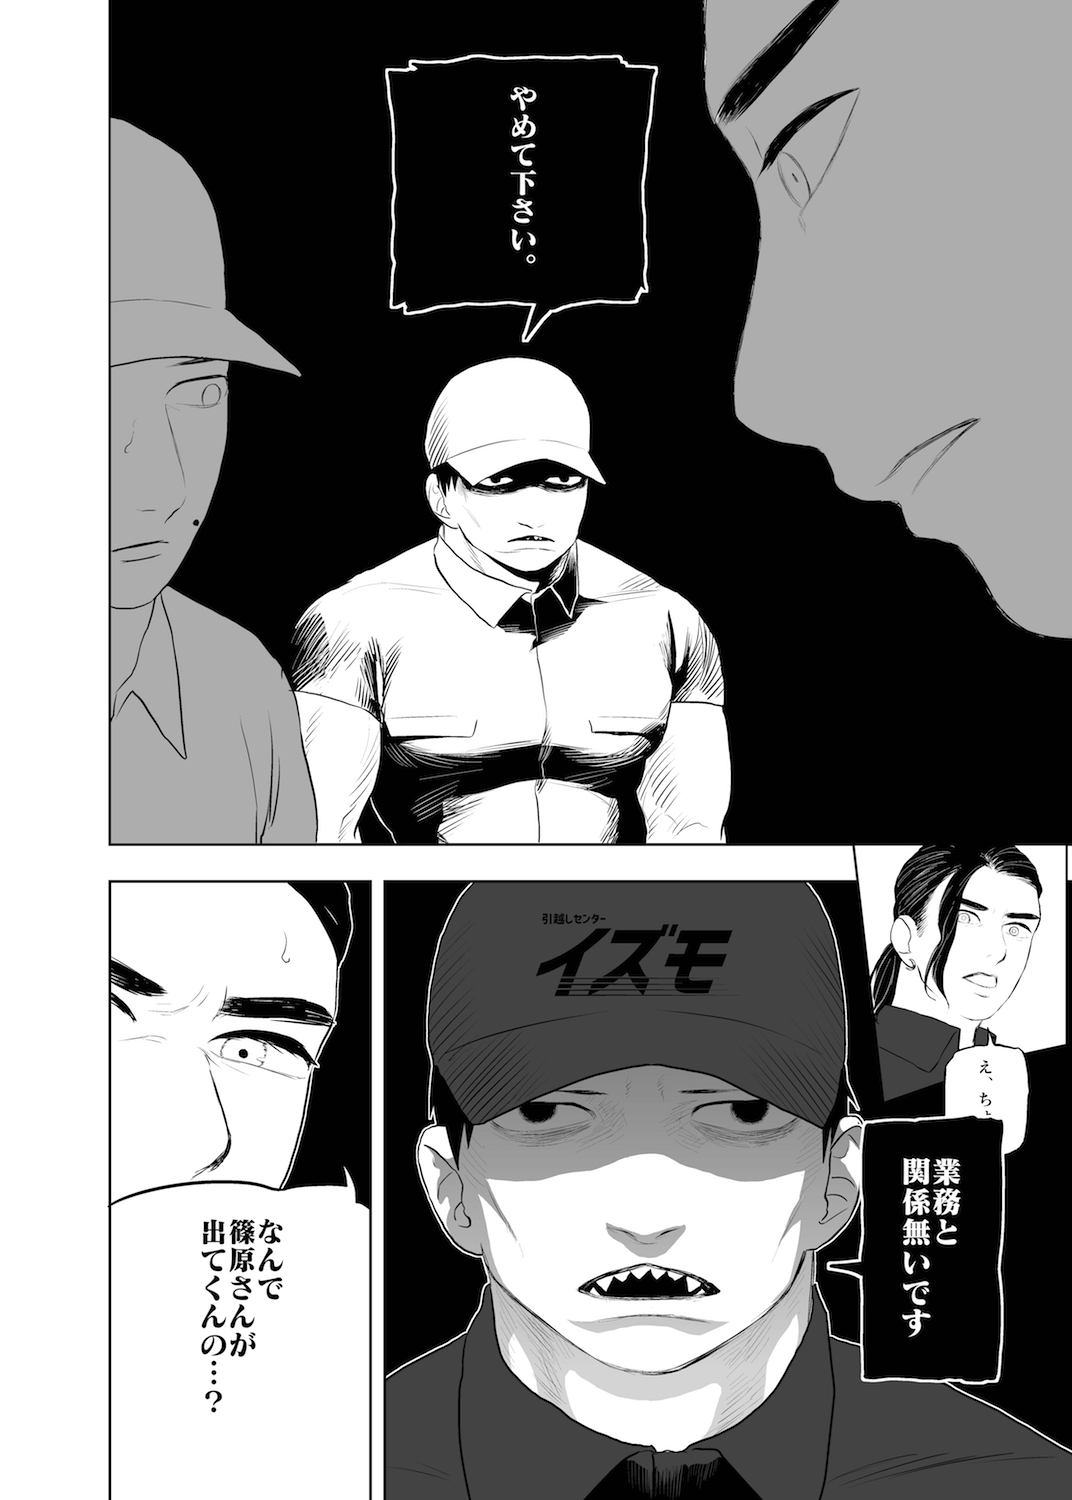 やめて下さい。
え、ちょ
業務と
関係無いです
引越しセンター
イズモ
なんで
篠原さんが
出てくんの…?